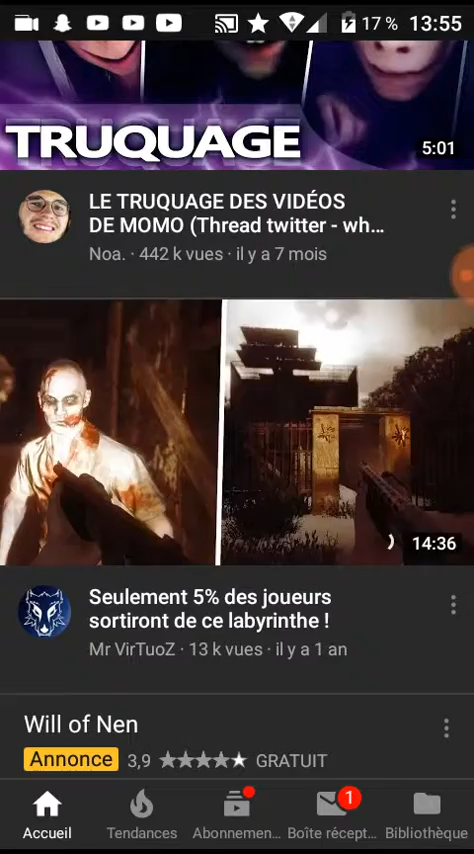 17 % 13:55
TRUQUAGE
5:01
LE TRUQUAGE DES VIDÉOS
DE MOMO (Thread twitter - wh...
Noa. · 442 k vues · il y a 7 mois
14:36
Seulement 5% des joueurs
sortiront de ce labyrinthe !
Mr VirTuoZ · 13 k vues · il y a 1 an
Will of Nen
Annonce 3,9 GRATUIT
1
Accueil Tendances Abonnemen... Boîte récept... Bibliothèque